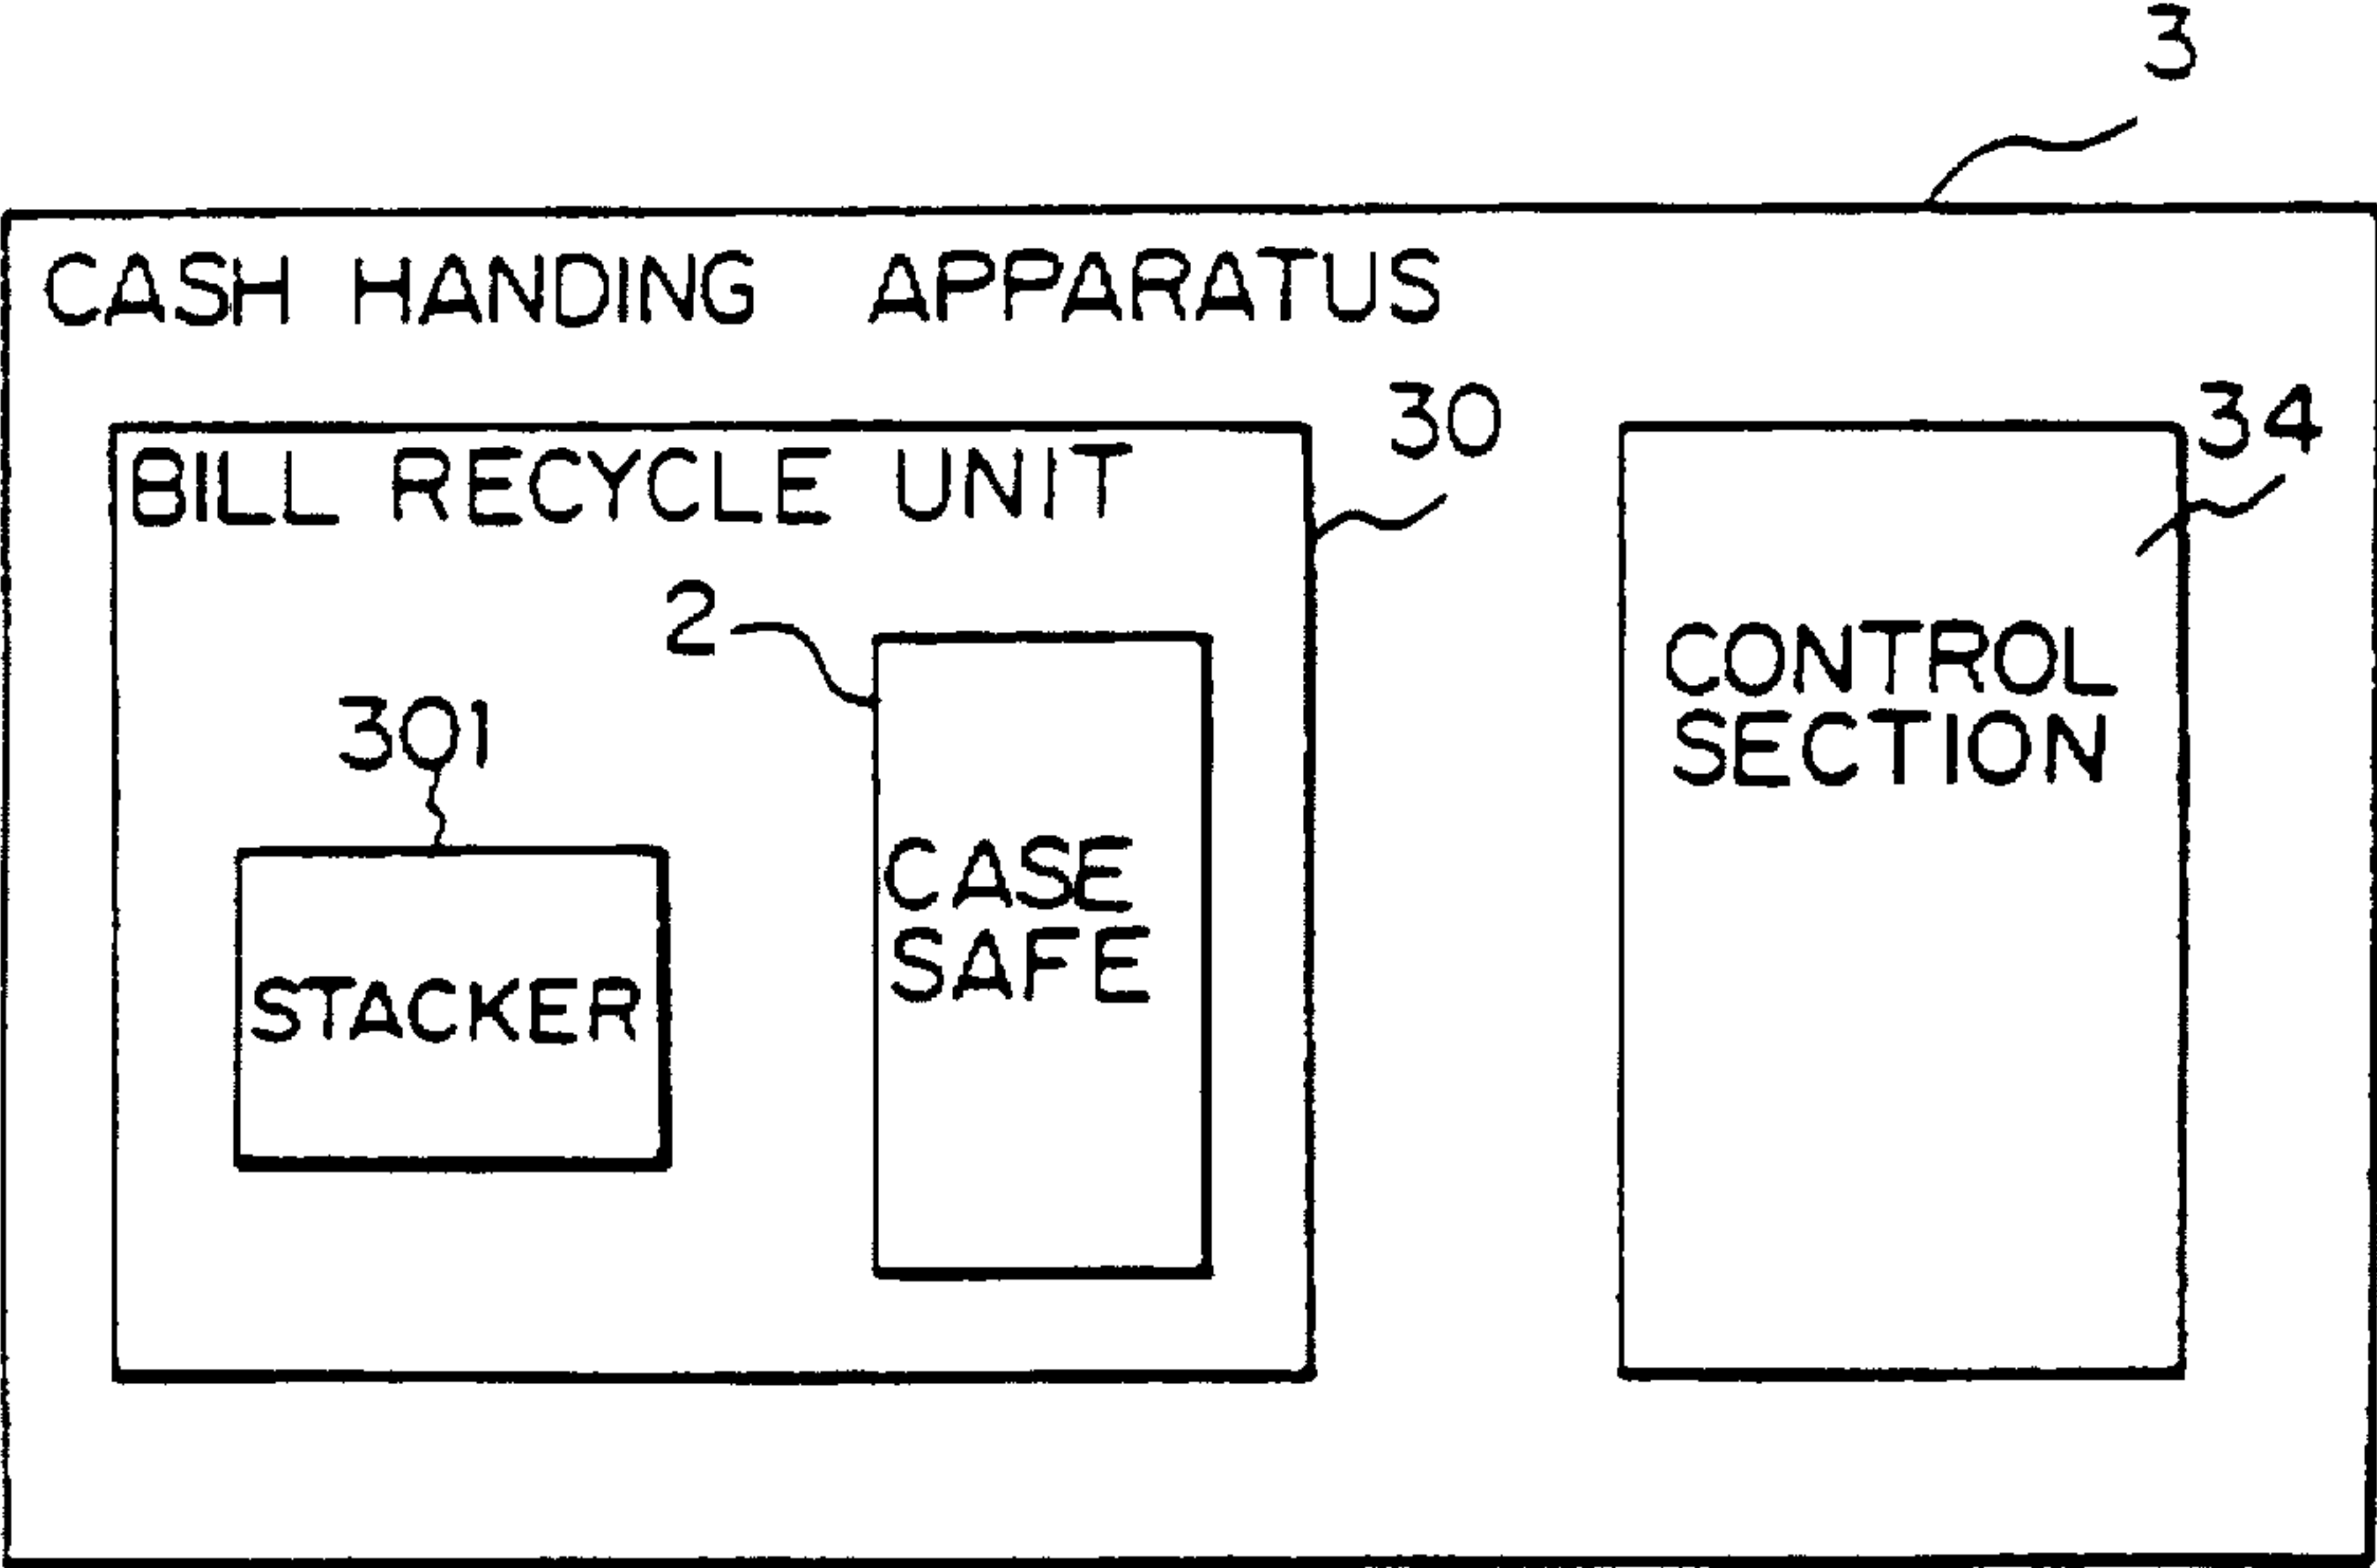 3
CASH HANDING APPARATUS
30
34
BILL RECYCLE UNIT
2
CONTROL
SECTION
301
CASE
SAFE
STACKER